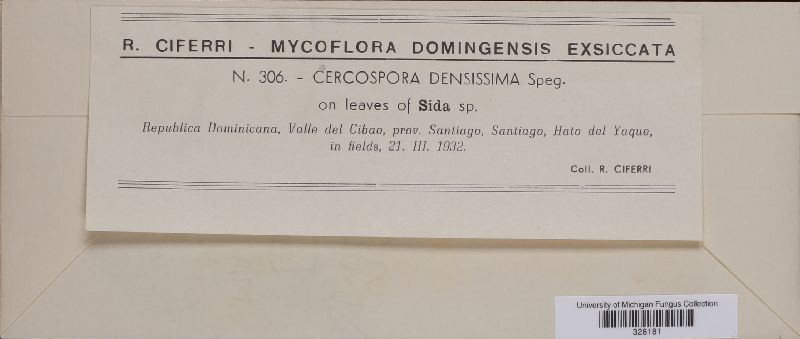 R. CIFERRI - MYCOFLORA DOMINGENSIS EXSICCATA
N. 306. - CERCOSPORA DENSISSIMA Speg.
on leaves of Sida sp.
Republica Dominicana, Valle del Cibao, prov. Santiago, Santiago, Hato del Yaque,
in fields, 21. III. 1932.
Coll. R. CIFERRI
University of Michigan Fungus Collection
326181